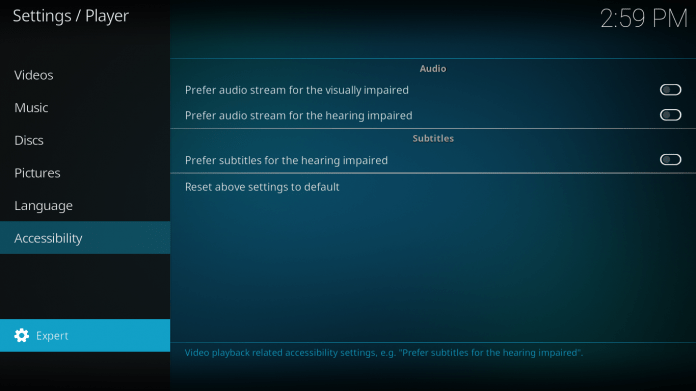 Settings / Player
2:59 PM
Videos
Music
Discs
Pictures
Language
Accessibility
Expert
Audio
Prefer audio stream for the visually impaired
Prefer audio stream for the hearing impaired
Subtitles
Prefer subtitles for the hearing impaired
Reset above settings to default
Video playback related accessibility settings, e.g. "Prefer subtitles for the hearing impaired".